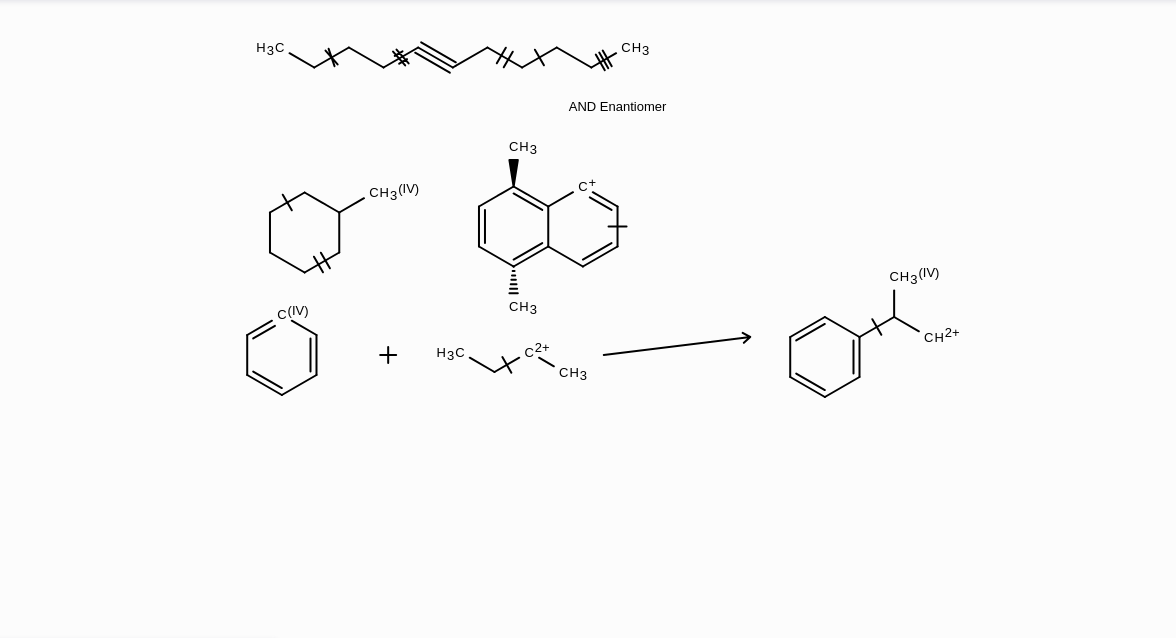 H3C CH3
AND Enantiomer
CH3
CH3(IV) C+
CH3(IV)
C(IV) CH3
CH2+
H3C C2+
CH3